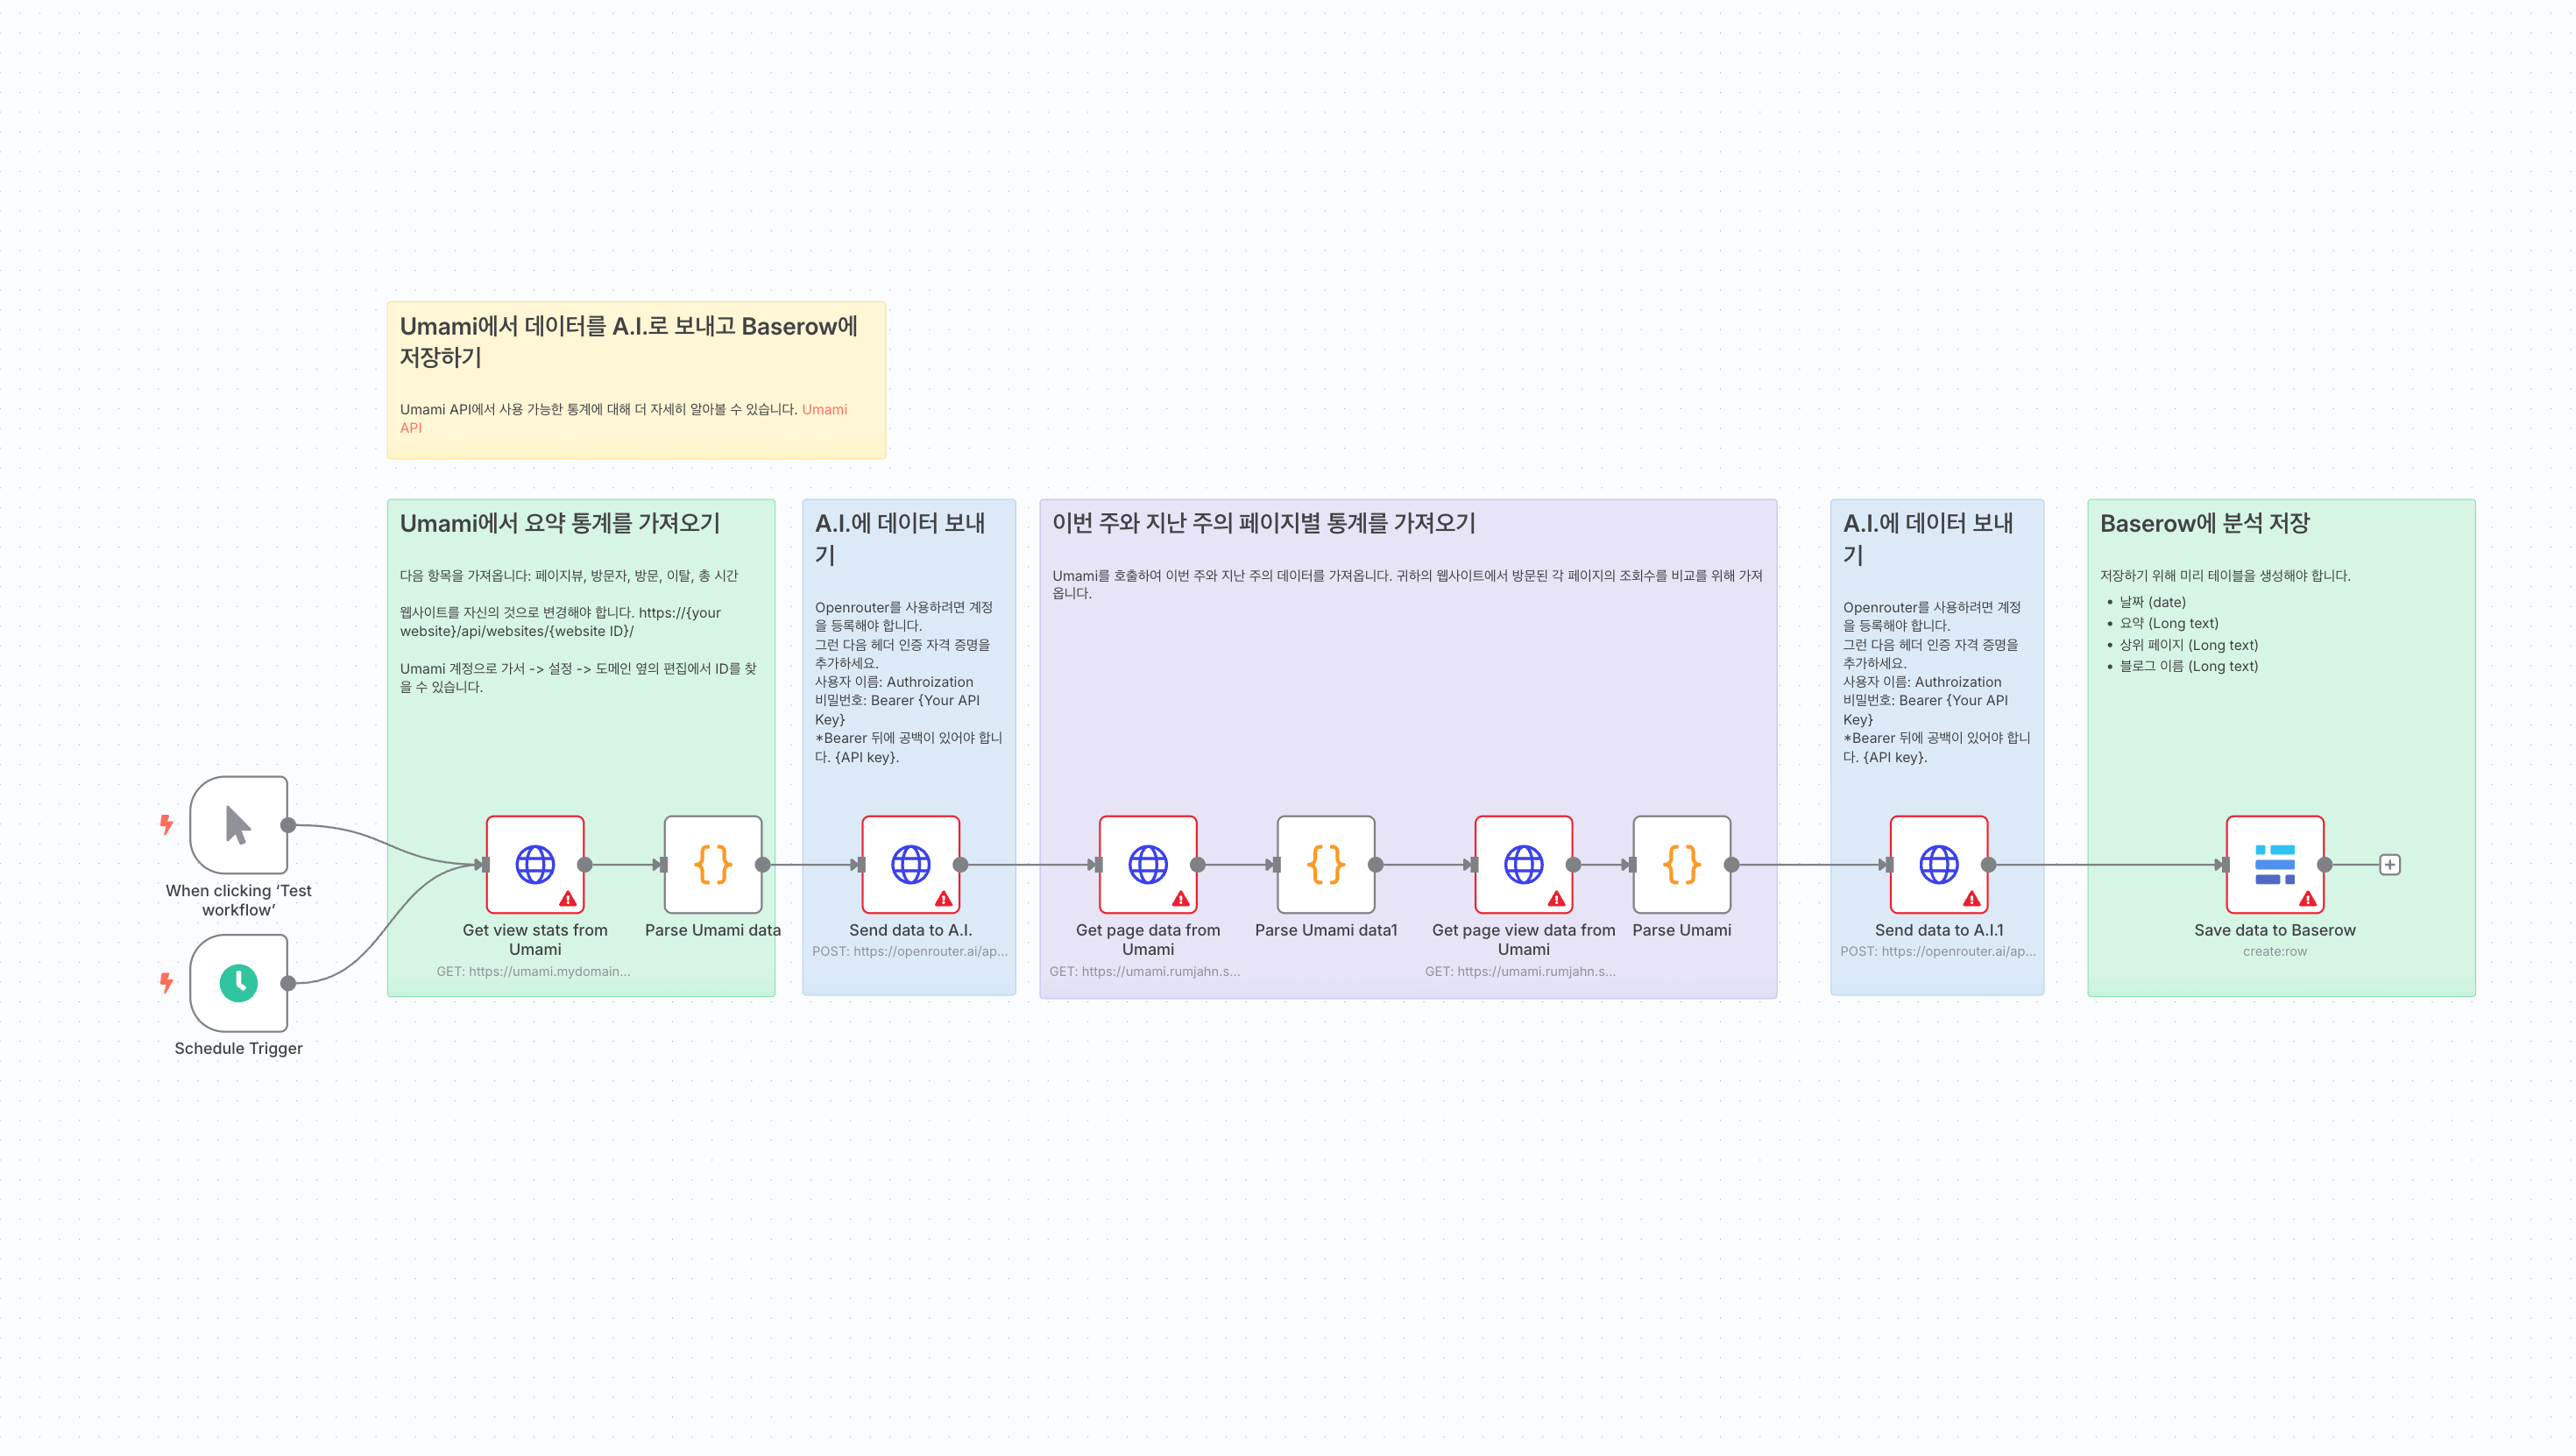 Umami에서 데이터를 A.I.로 보내고 Baserow에
저장하기
Umami API에서 사용 가능한 통계에 대해 더 자세히 알아볼 수 있습니다. Umami
API
Umami에서 요약 통계를 가져오기
다음 항목을 가져옵니다: 페이지뷰, 방문자, 방문, 이탈, 총 시간
웹사이트를 자신의 것으로 변경해야 합니다. https://{your
website}/api/websites/{website ID}/
Umami 계정으로 가서 -> 설정 -> 도메인 옆의 편집에서 ID를 찾
을 수 있습니다.
A.I.에 데이터 보내
기
Openrouter를 사용하려면 계정
을 등록해야 합니다.
그런 다음 헤더 인증 자격 증명을
추가하세요.
사용자 이름: Authroization
비밀번호: Bearer {Your API
Key}
*Bearer 뒤에 공백이 있어야 합니
다. {API key}.
이번 주와 지난 주의 페이지별 통계를 가져오기
Umami를 호출하여 이번 주와 지난 주의 데이터를 가져옵니다. 귀하의 웹사이트에서 방문된 각 페이지의 조회수를 비교를 위해 가져
옵니다.
A.I.에 데이터 보내
기
Openrouter를 사용하려면 계정
을 등록해야 합니다.
그런 다음 헤더 인증 자격 증명을
추가하세요.
사용자 이름: Authroization
비밀번호: Bearer {Your API
Key}
*Bearer 뒤에 공백이 있어야 합니
다. {API key}.
Baserow에 분석 저장
저장하기 위해 미리 테이블을 생성해야 합니다.
• 날짜 (date)
• 요약 (Long text)
• 상위 페이지 (Long text)
• 블로그 이름 (Long text)
When clicking ‘Test
workflow’
Schedule Trigger
Get view stats from
Umami
GET: https://umami.mydomain...
Parse Umami data
Send data to A.I.
POST: https://openrouter.ai/ap...
Get page data from
Umami
GET: https://umami.rumjahn.s...
Parse Umami data1
Get page view data from
Umami
GET: https://umami.rumjahn.s...
Parse Umami
Send data to A.I.1
POST: https://openrouter.ai/ap...
Save data to Baserow
create:row